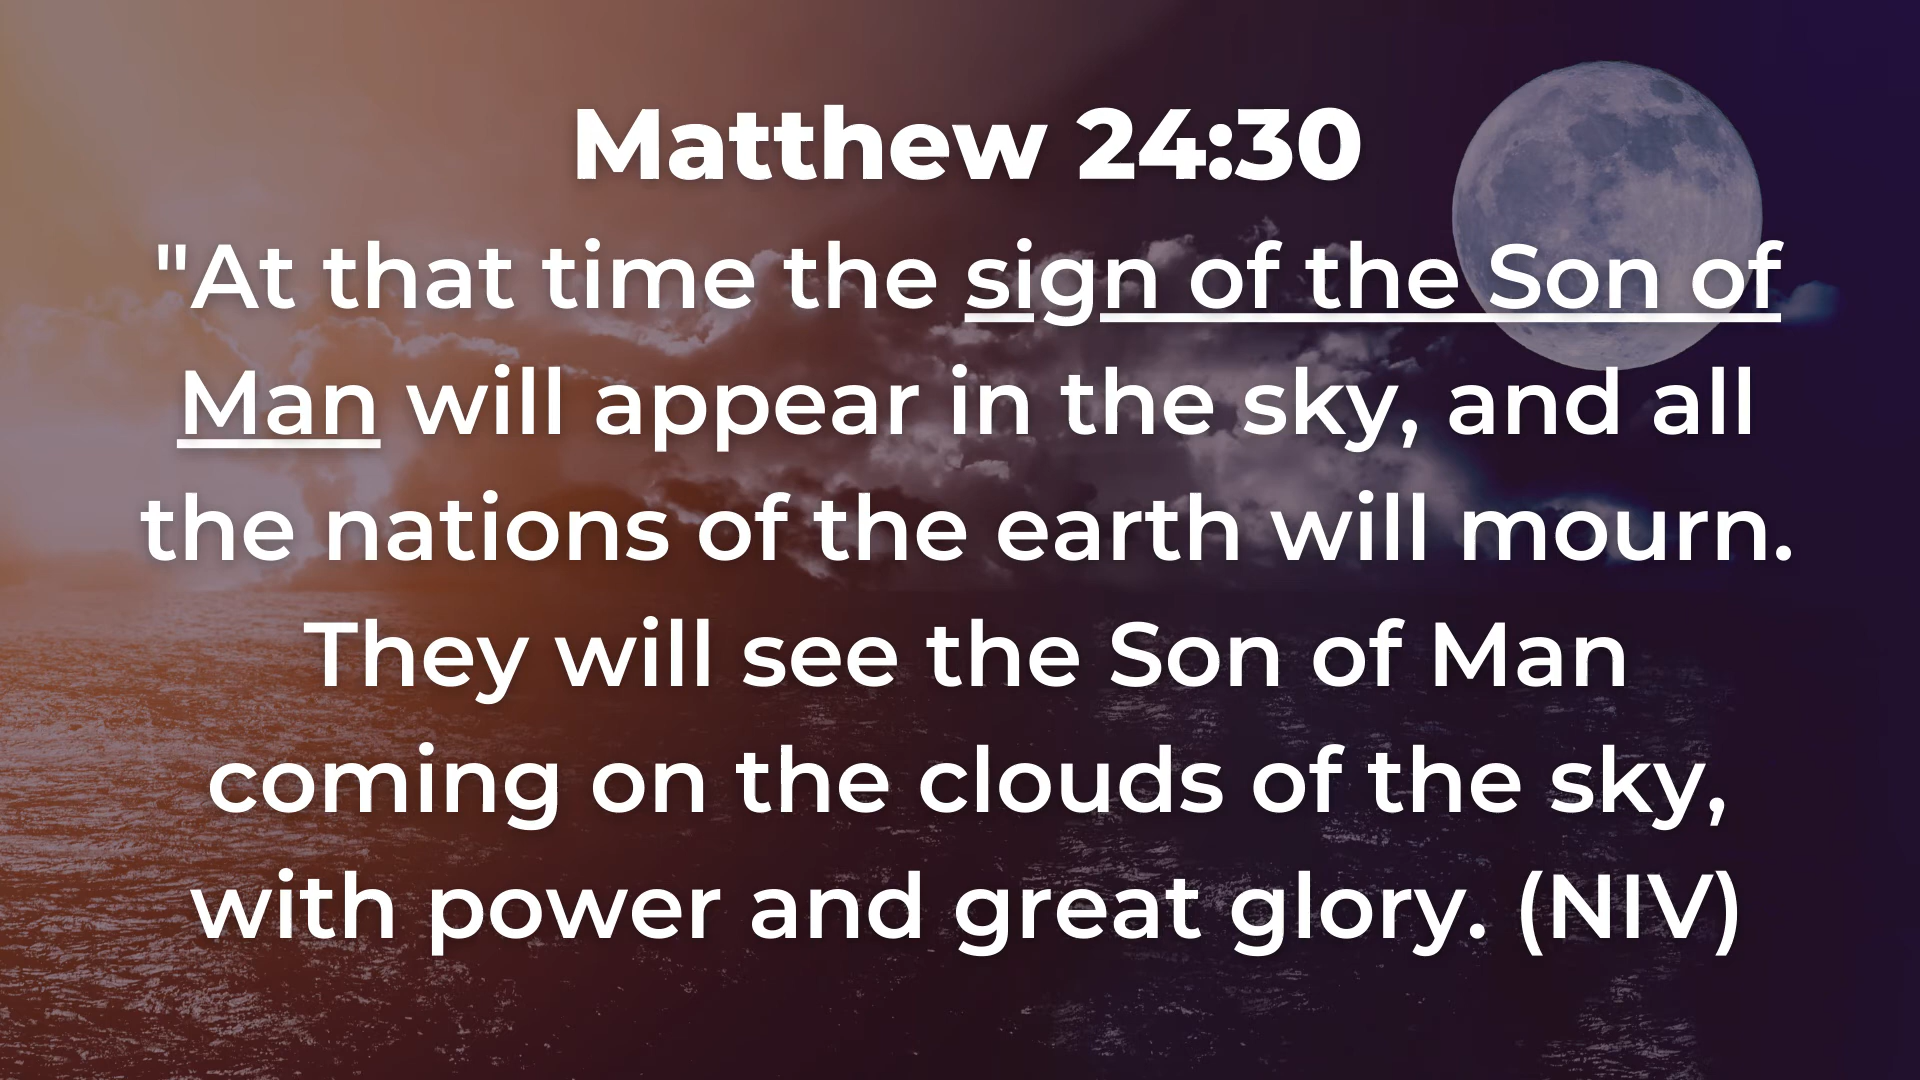 Matthew 24:30
"At that time the sign of the Son of
Man will appear in the sky, and all
the nations of the earth will mourn.
They will see the Son of Man
coming on the clouds of the sky,
with power and great glory. (NIV)